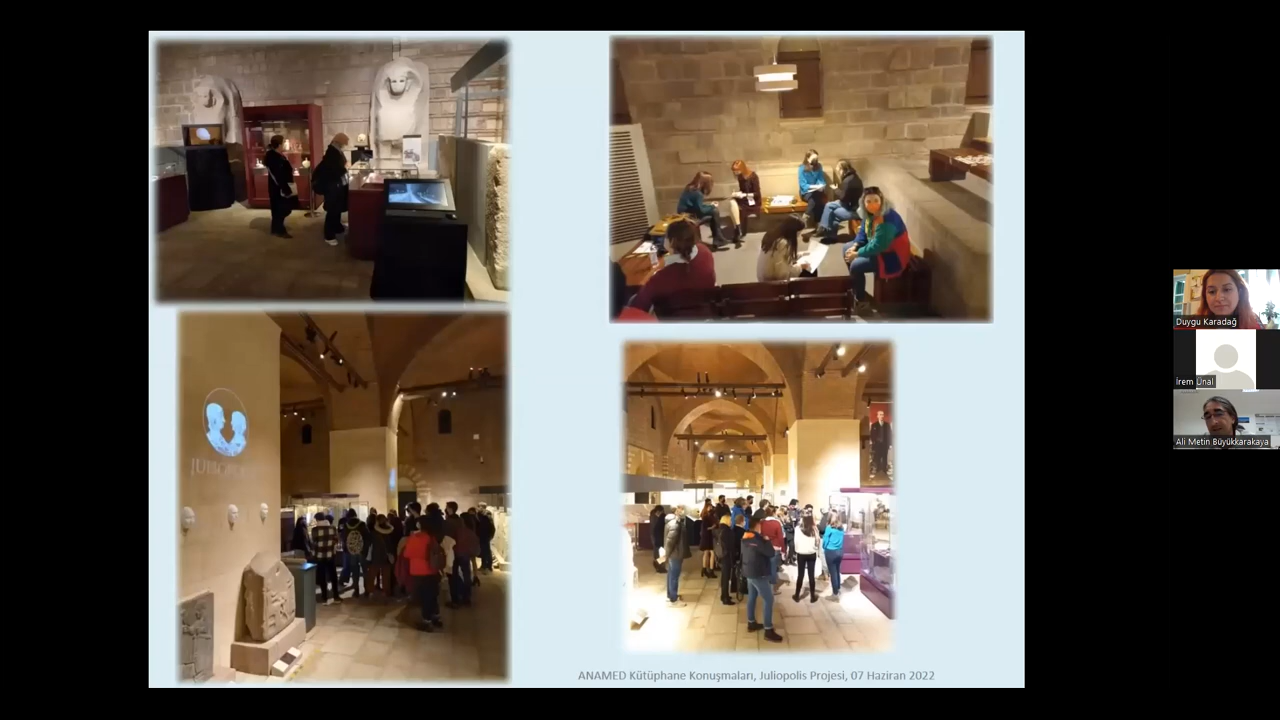 JULIOPOLIS
ANAMED Kütüphane Konuşmaları, Juliopolis Projesi, 07 Haziran 2022
Duygu Karadağ
İrem Ünal
Ali Metin Büyükkarakaya